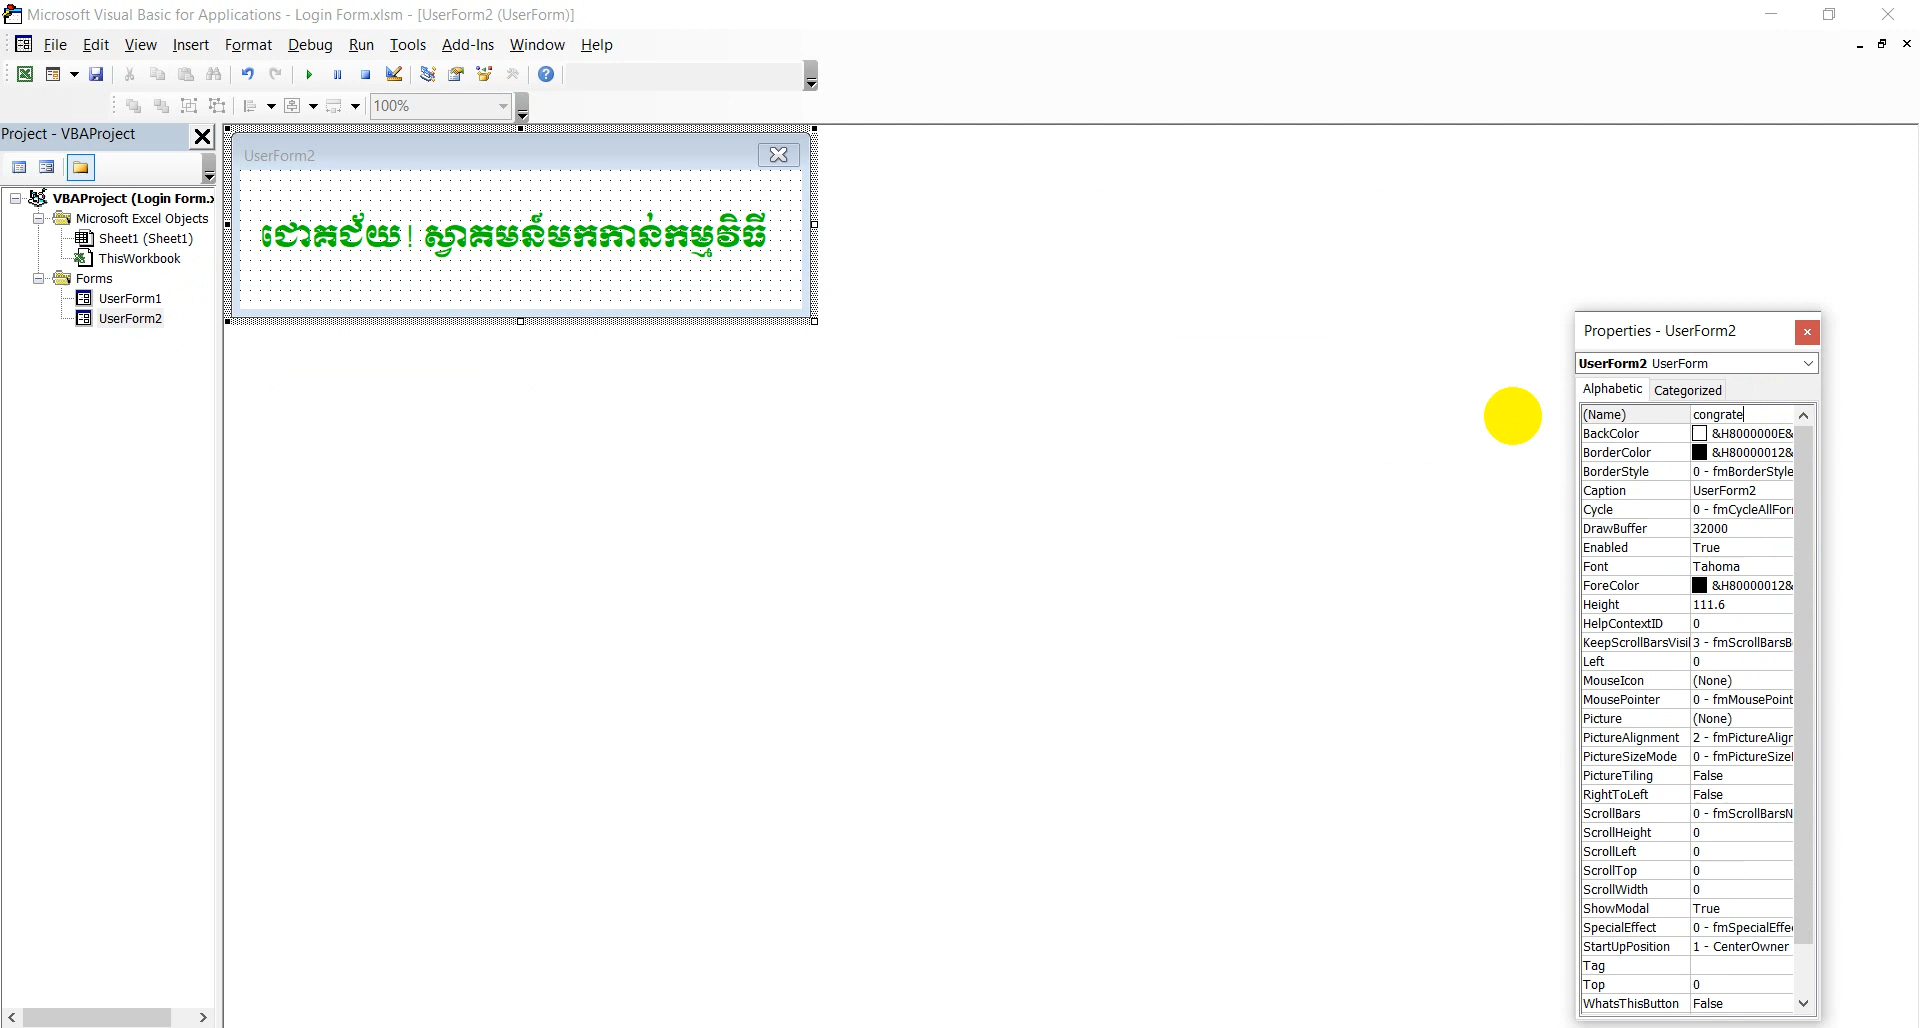 Microsoft Visual Basic for Applications - Login Form.xlsm - [UserForm2 (UserForm)]
File Edit View Insert Format Debug Run Tools Add-Ins Window Help
100%
Project - VBAProject
VBAProject (Login Form.x
Microsoft Excel Objects
Sheet1 (Sheet1)
ThisWorkbook
Forms
UserForm1
UserForm2
UserForm2
ជោគជ័យ! ស្វាគមន៍មកកាន់កម្មវិធី
Properties - UserForm2
UserForm2 UserForm
Alphabetic Categorized
(Name) congrate
BackColor &H8000000E&
BorderColor &H80000012&
BorderStyle 0 - fmBorderStyle
Caption UserForm2
Cycle 0 - fmCycleAllFor
DrawBuffer 32000
Enabled True
Font Tahoma
ForeColor &H80000012&
Height 111.6
HelpContextID 0
KeepScrollBarsVisi 3 - fmScrollBarsB
Left 0
MouseIcon (None)
MousePointer 0 - fmMousePoint
Picture (None)
PictureAlignment 2 - fmPictureAligr
PictureSizeMode 0 - fmPictureSize
PictureTiling False
RightToLeft False
ScrollBars 0 - fmScrollBarsN
ScrollHeight 0
ScrollLeft 0
ScrollTop 0
ScrollWidth 0
ShowModal True
SpecialEffect 0 - fmSpecialEffe
StartUpPosition 1 - CenterOwner
Tag
Top 0
WhatsThisButton False